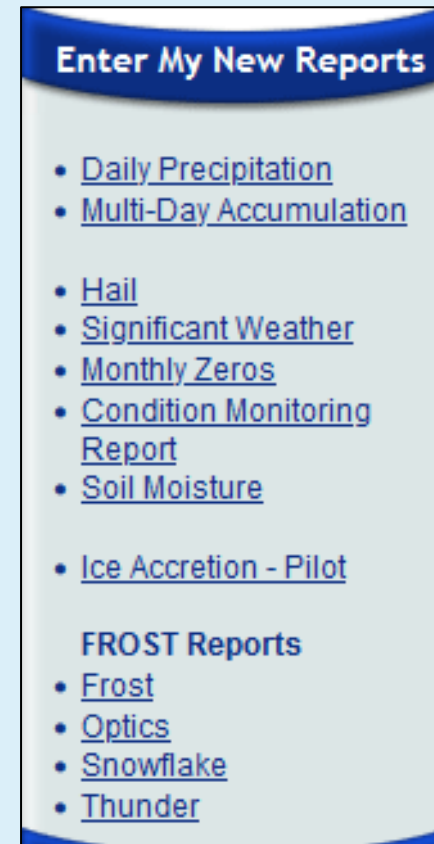 Enter My New Reports
• Daily Precipitation
• Multi-Day Accumulation
• Hail
• Significant Weather
• Monthly Zeros
• Condition Monitoring
Report
• Soil Moisture
• Ice Accretion - Pilot
FROST Reports
• Frost
• Optics
• Snowflake
• Thunder